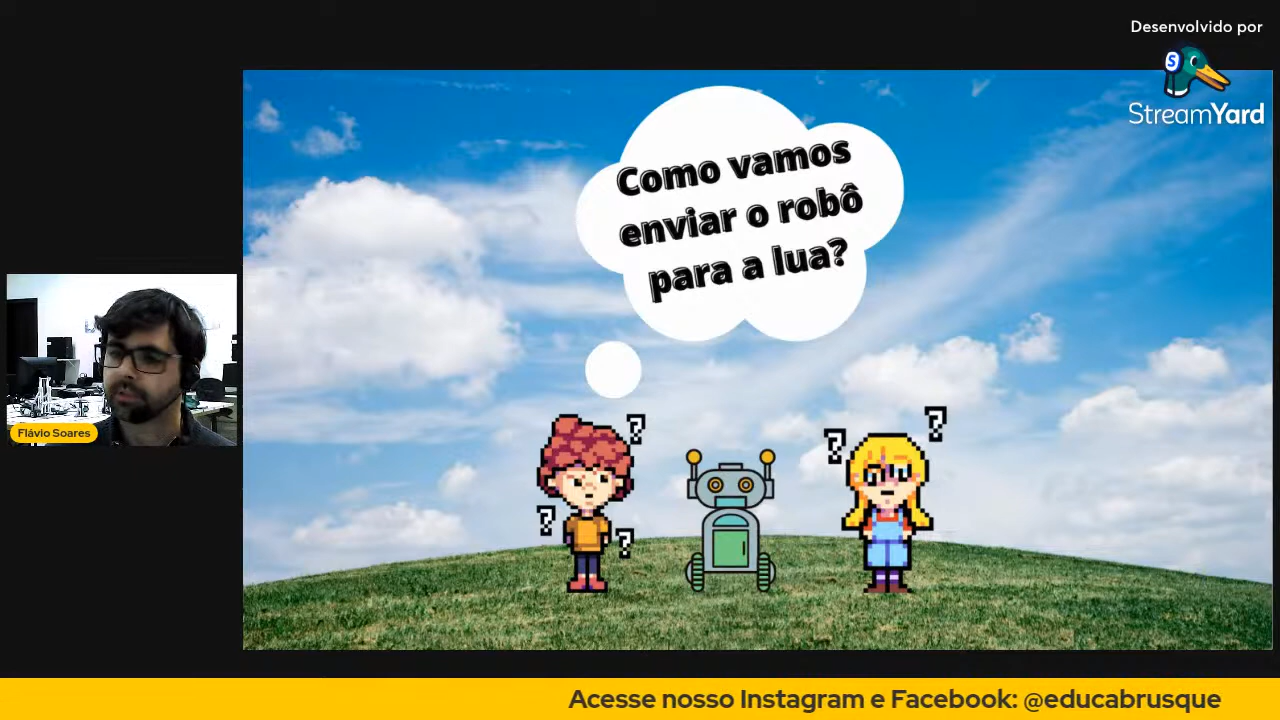 Desenvolvido por
S
StreamYard
Como vamos
enviar o robô
para a lua?
?
?
?
?
?
Flávio Soares
Acesse nosso Instagram e Facebook: @educabrusque